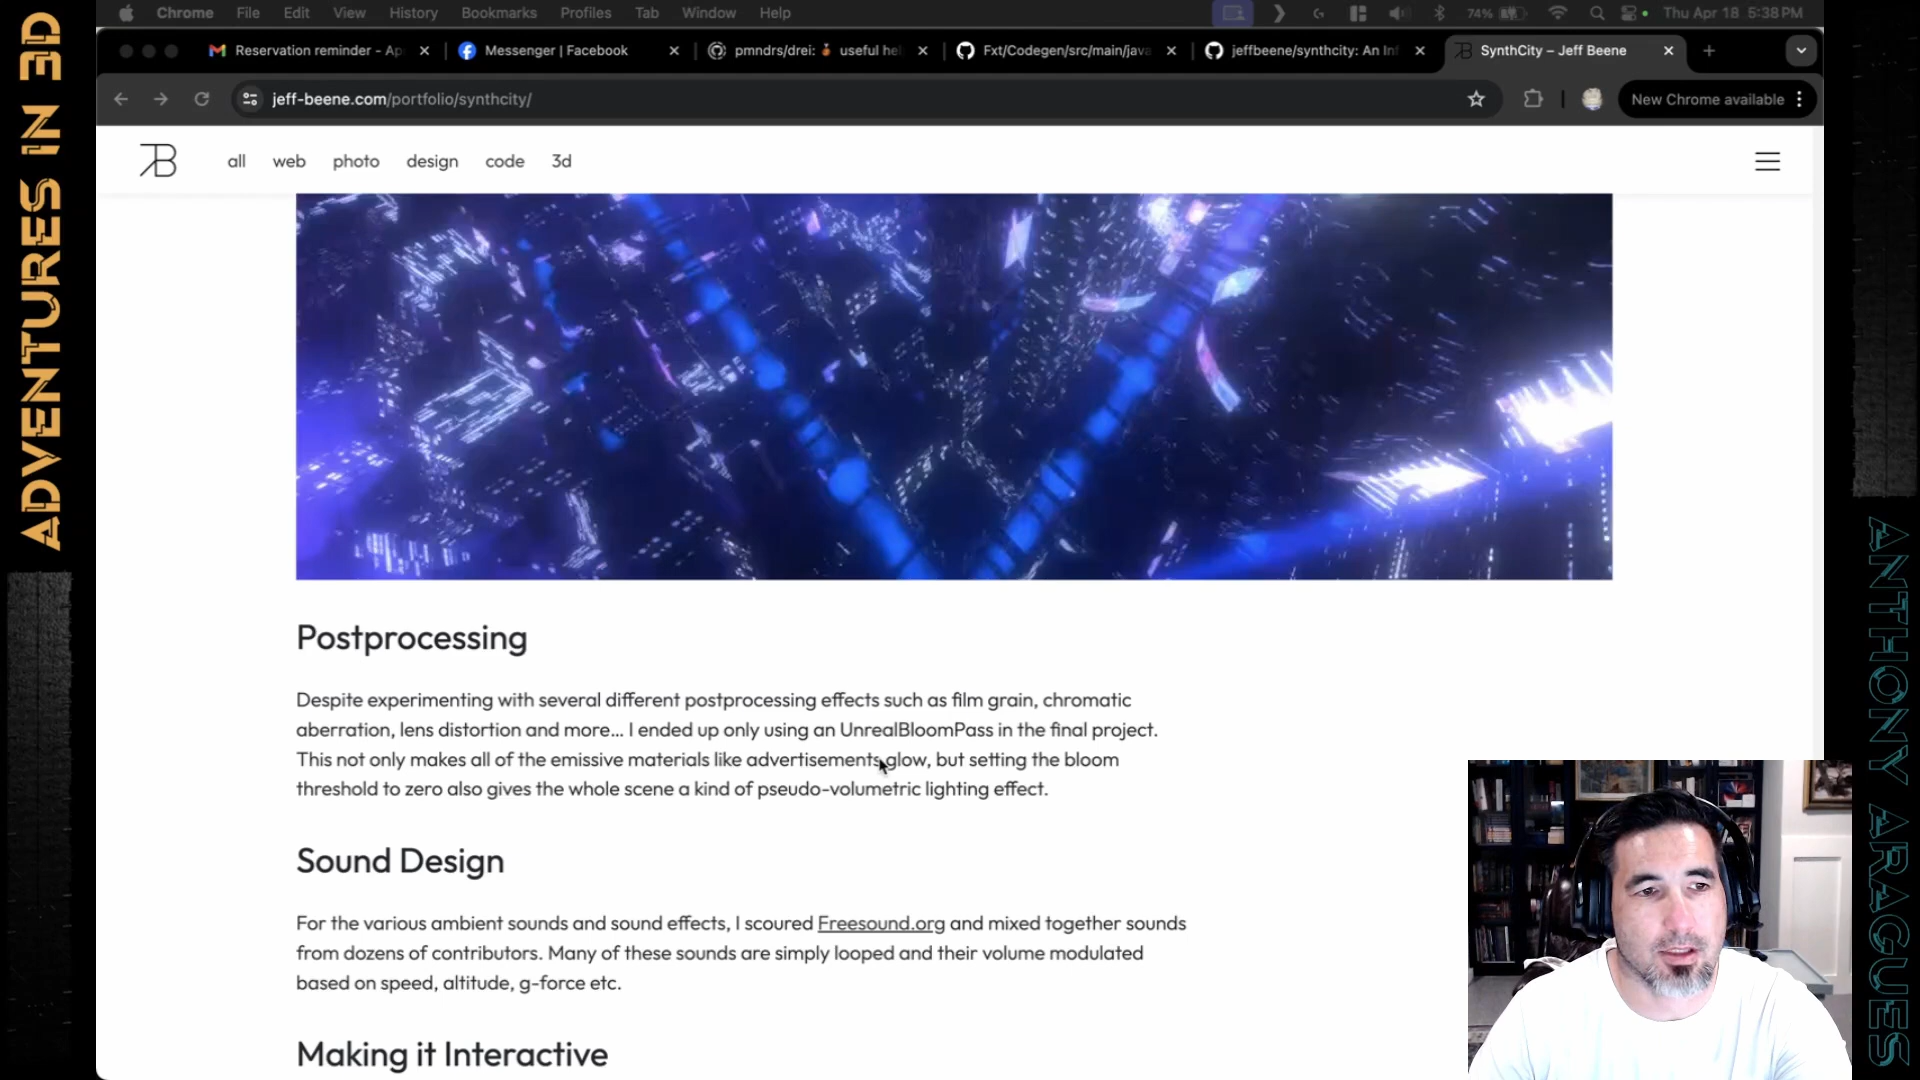 ADVENTURES IN 3D
Chrome File Edit View History Bookmarks Profiles Tab Window Help 74% Thu Apr 18 5:38 PM
Reservation reminder - Ap Messenger | Facebook pmndrs/drei: useful he Fxt/Codegen/src/main/java jeffbeene/synthcity: An Inf SynthCity – Jeff Beene
jeff-beene.com/portfolio/synthcity/ New Chrome available
JB all web photo design code 3d
Postprocessing
Despite experimenting with several different postprocessing effects such as film grain, chromatic
aberration, lens distortion and more... I ended up only using an UnrealBloomPass in the final project.
This not only makes all of the emissive materials like advertisements glow, but setting the bloom
threshold to zero also gives the whole scene a kind of pseudo-volumetric lighting effect.
Sound Design
For the various ambient sounds and sound effects, I scoured Freesound.org and mixed together sounds
from dozens of contributors. Many of these sounds are simply looped and their volume modulated
based on speed, altitude, g-force etc.
Making it Interactive
ANTHONY ARAGUES